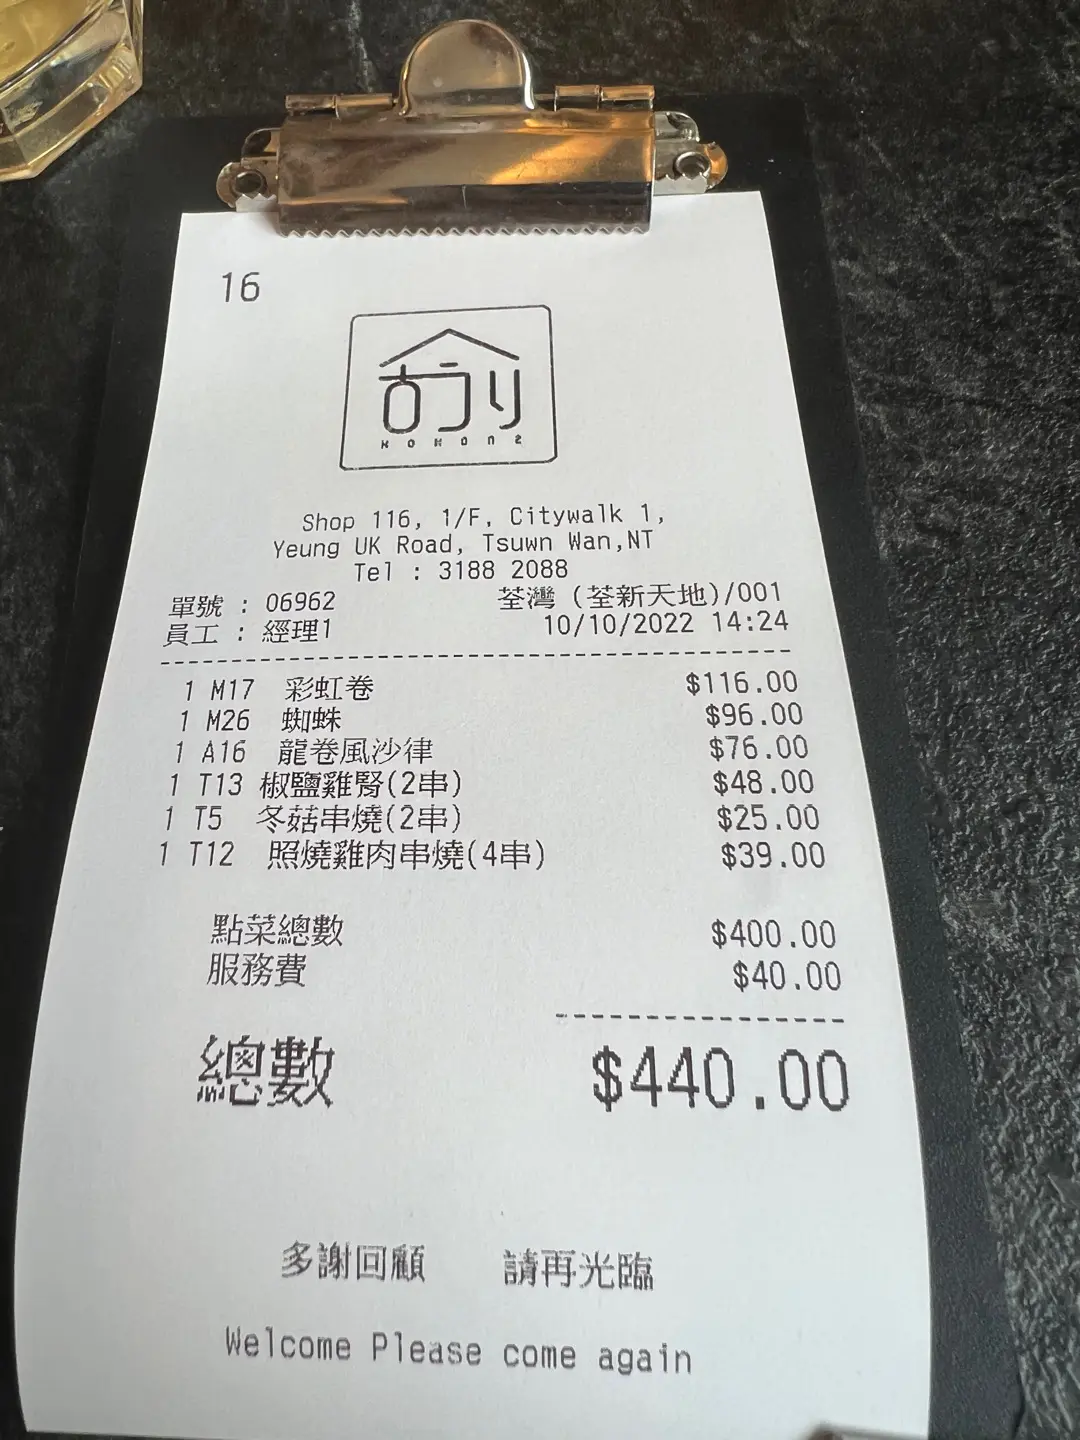 16
古うり
KOHON2
Shop 116, 1/F, Citywalk 1,
Yeung UK Road, Tsuwn Wan,NT
Tel : 3188 2088
單號 : 06962 荃灣 (荃新天地)/001
員工 : 經理1 10/10/2022 14:24
1 M17 彩虹卷 $116.00
1 M26 蜘蛛 $96.00
1 A16 龍卷風沙律 $76.00
1 T13 椒鹽雞腎(2串) $48.00
1 T5 冬菇串燒(2串) $25.00
1 T12 照燒雞肉串燒(4串) $39.00
點菜總數 $400.00
服務費 $40.00
總數 $440.00
多謝回顧 請再光臨
Welcome Please come again